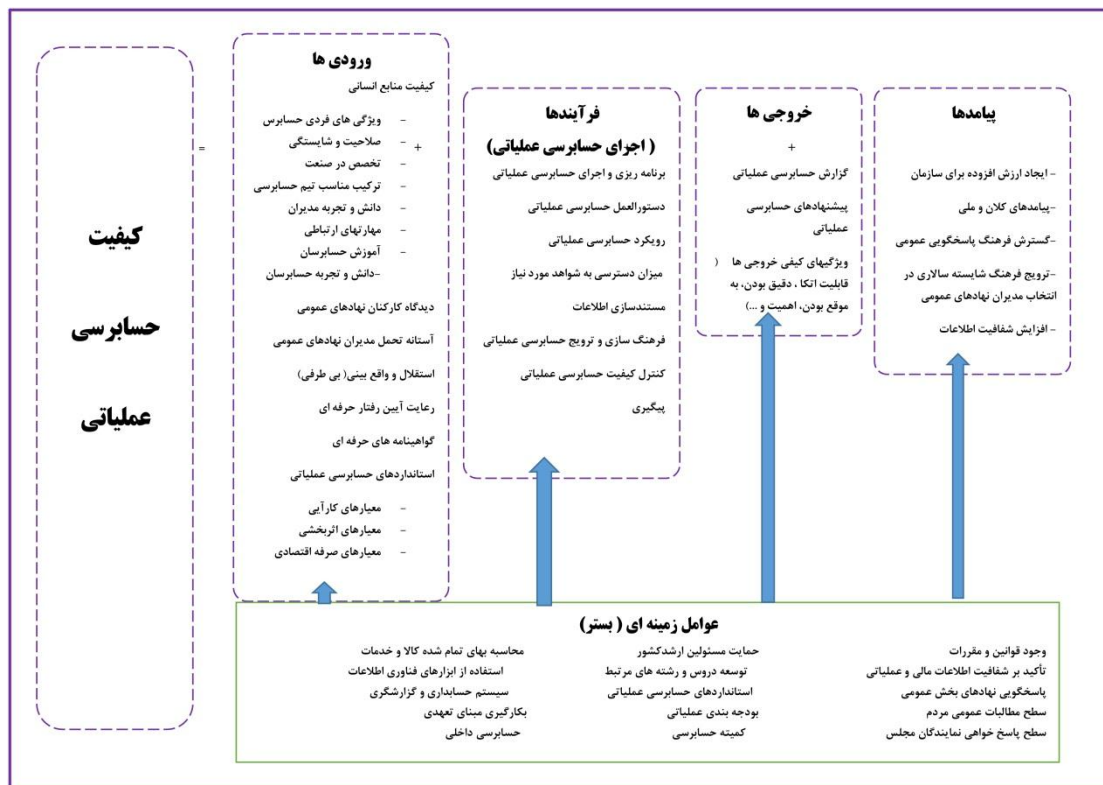 کیفیت
حسابرسی
عملیاتی
=
ورودی ها
کیفیت منابع انسانی
- ویژگی های فردی حسابرس
- صلاحیت و شایستگی
- تخصص در صنعت
- ترکیب مناسب تیم حسابرسی
- دانش و تجربه مدیران
- مهارتهای ارتباطی
- آموزش حسابرسان
-دانش و تجربه حسابرسان
دیدگاه کارکنان نهادهای عمومی
آستانه تحمل مدیران نهادهای عمومی
استقلال و واقع بینی( بی طرفی)
رعایت آیین رفتار حرفه ای
گواهینامه های حرفه ای
استانداردهای حسابرسی عملیاتی
- معیارهای کارآیی
- معیارهای اثربخشی
- معیارهای صرفه اقتصادی
+
فرآیندها
( اجرای حسابرسی عملیاتی)
برنامه ریزی و اجرای حسابرسی عملیاتی
دستورالعمل حسابرسی عملیاتی
رویکرد حسابرسی عملیاتی
میزان دسترسی به شواهد مورد نیاز
مستندسازی اطلاعات
فرهنگ سازی و ترویج حسابرسی عملیاتی
کنترل کیفیت حسابرسی عملیاتی
پیگیری
خروجی ها
+
گزارش حسابرسی عملیاتی
پیشنهادهای حسابرسی
عملیاتی
ویژگیهای کیفی خروجی ها (
قابلیت اتکا ، دقیق بودن، به
موقع بودن، اهمیت و ...)
پیامدها
- ایجاد ارزش افزوده برای سازمان
-پیامدهای کلان و ملی
-گسترش فرهنگ پاسخگویی عمومی
-ترویج فرهنگ شایسته سالاری در
انتخاب مدیران نهادهای عمومی
- افزایش شفافیت اطلاعات
عوامل زمینه ای ( بستر)
وجود قوانین و مقررات
تأکید بر شفافیت اطلاعات مالی و عملیاتی
پاسخگویی نهادهای بخش عمومی
سطح مطالبات عمومی مردم
سطح پاسخ خواهی نمایندگان مجلس
حمایت مسئولین ارشدکشور
توسعه دروس و رشته های مرتبط
استانداردهای حسابرسی عملیاتی
بودجه بندی عملیاتی
کمیته حسابرسی
محاسبه بهای تمام شده کالا و خدمات
استفاده از ابزارهای فناوری اطلاعات
سیستم حسابداری و گزارشگری
بکارگیری مبنای تعهدی
حسابرسی داخلی